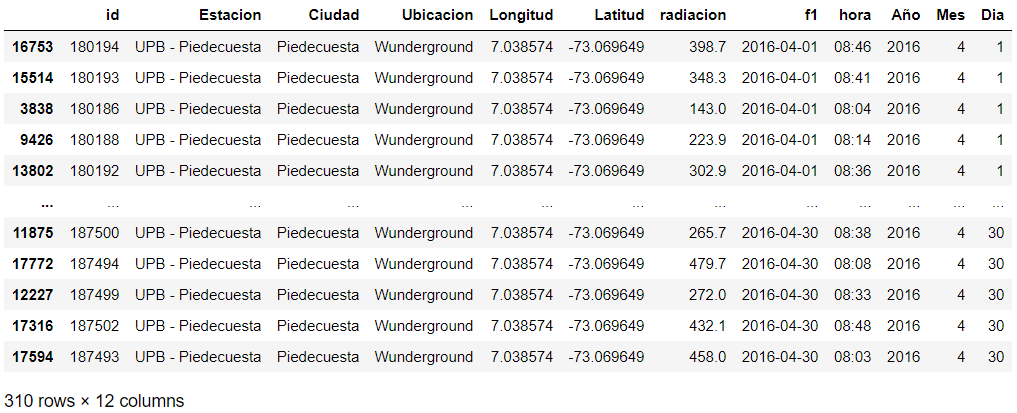 id Estacion Ciudad Ubicacion Longitud Latitud radiacion f1 hora Año Mes Dia
16753 180194 UPB - Piedecuesta Piedecuesta Wunderground 7.038574 -73.069649 398.7 2016-04-01 08:46 2016 4 1
15514 180193 UPB - Piedecuesta Piedecuesta Wunderground 7.038574 -73.069649 348.3 2016-04-01 08:41 2016 4 1
3838 180186 UPB - Piedecuesta Piedecuesta Wunderground 7.038574 -73.069649 143.0 2016-04-01 08:04 2016 4 1
9426 180188 UPB - Piedecuesta Piedecuesta Wunderground 7.038574 -73.069649 223.9 2016-04-01 08:14 2016 4 1
13802 180192 UPB - Piedecuesta Piedecuesta Wunderground 7.038574 -73.069649 302.9 2016-04-01 08:36 2016 4 1
... ... ... ... ... ... ... ... ... ... ... ... ...
11875 187500 UPB - Piedecuesta Piedecuesta Wunderground 7.038574 -73.069649 265.7 2016-04-30 08:38 2016 4 30
17772 187494 UPB - Piedecuesta Piedecuesta Wunderground 7.038574 -73.069649 479.7 2016-04-30 08:08 2016 4 30
12227 187499 UPB - Piedecuesta Piedecuesta Wunderground 7.038574 -73.069649 272.0 2016-04-30 08:33 2016 4 30
17316 187502 UPB - Piedecuesta Piedecuesta Wunderground 7.038574 -73.069649 432.1 2016-04-30 08:48 2016 4 30
17594 187493 UPB - Piedecuesta Piedecuesta Wunderground 7.038574 -73.069649 458.0 2016-04-30 08:03 2016 4 30
310 rows × 12 columns